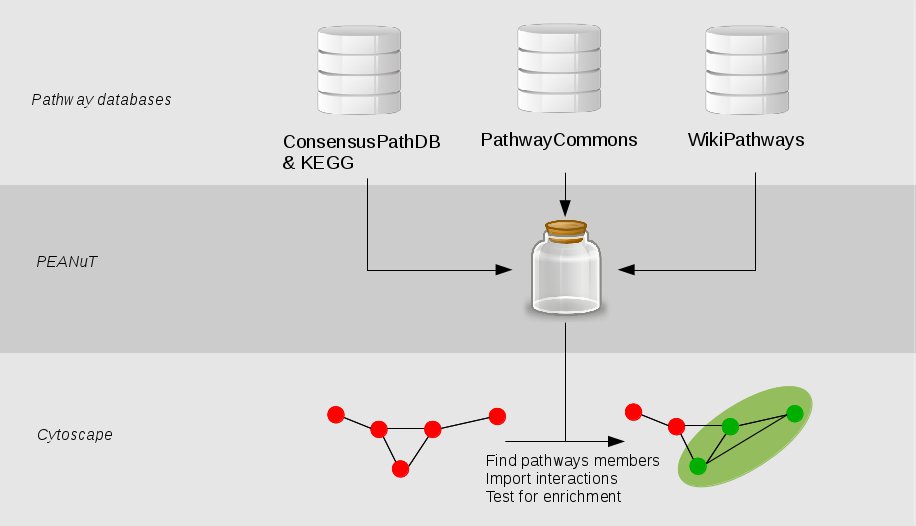 Pathway databases
ConsensusPathDB
& KEGG
PathwayCommons
WikiPathways
PEANuT
Cytoscape
Find pathways members
Import interactions
Test for enrichment